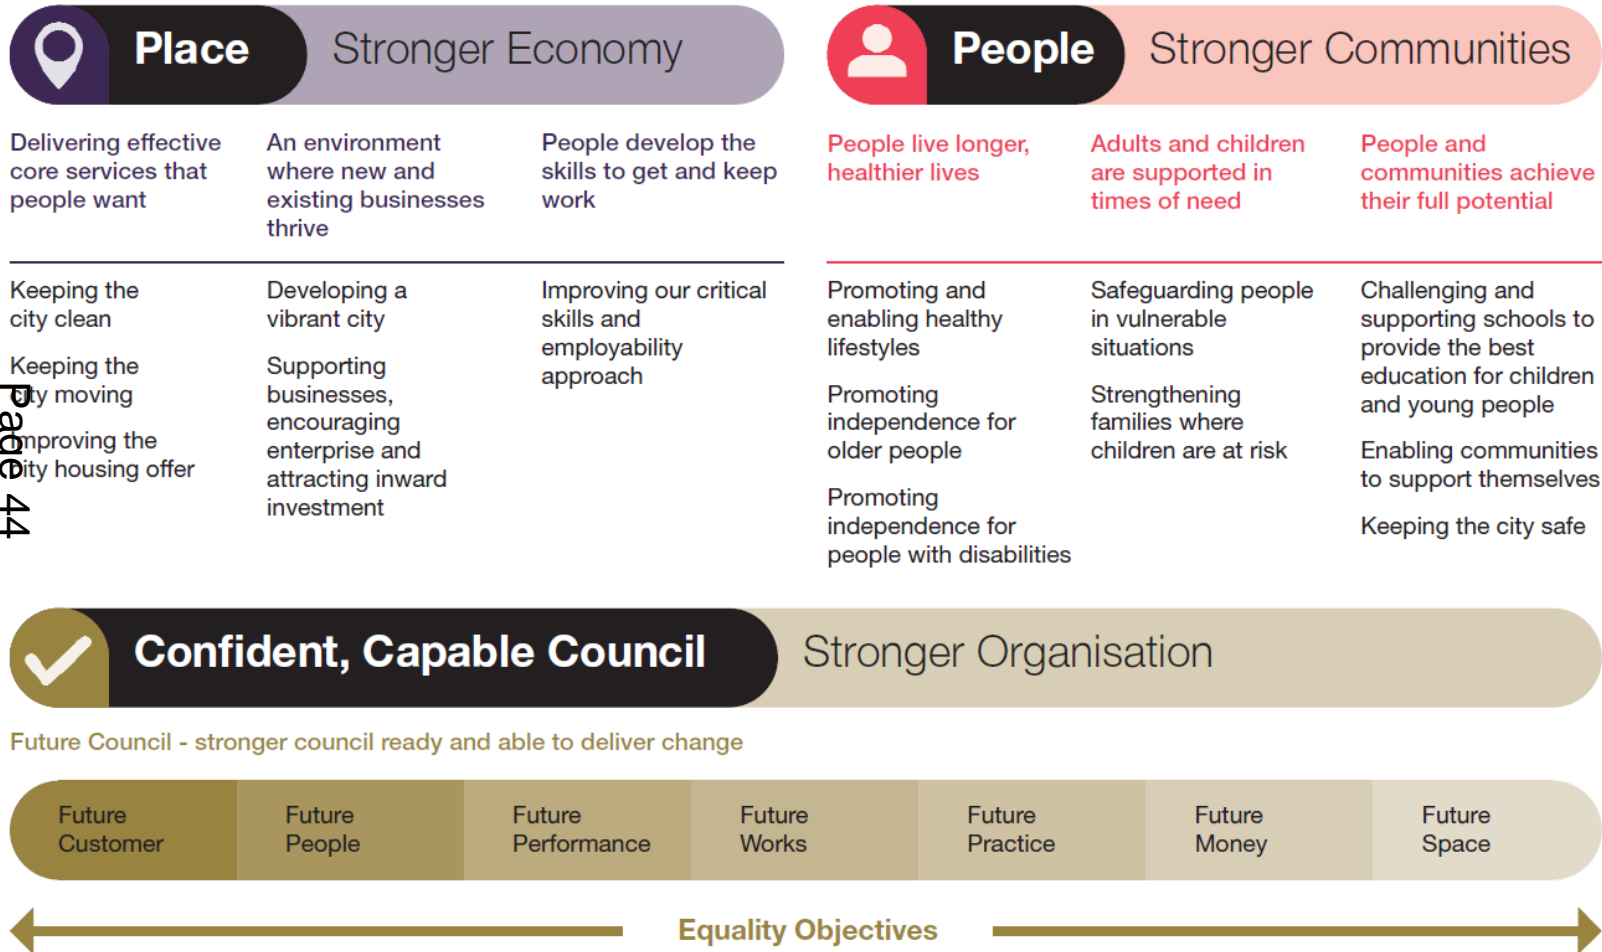 Place Stronger Economy
Delivering effective
core services that
people want
An environment
where new and
existing businesses
thrive
People develop the
skills to get and keep
work
Keeping the
city clean
Keeping the
city moving
Improving the
city housing offer
Developing a
vibrant city
Supporting
businesses,
encouraging
enterprise and
attracting inward
investment
Improving our critical
skills and
employability
approach
People Stronger Communities
People live longer,
healthier lives
Adults and children
are supported in
times of need
People and
communities achieve
their full potential
Promoting and
enabling healthy
lifestyles
Promoting
independence for
older people
Promoting
independence for
people with disabilities
Safeguarding people
in vulnerable
situations
Strengthening
families where
children are at risk
Challenging and
supporting schools to
provide the best
education for children
and young people
Enabling communities
to support themselves
Keeping the city safe
Page 44
Confident, Capable Council Stronger Organisation
Future Council - stronger council ready and able to deliver change
Future
Customer
Future
People
Future
Performance
Future
Works
Future
Practice
Future
Money
Future
Space
Equality Objectives